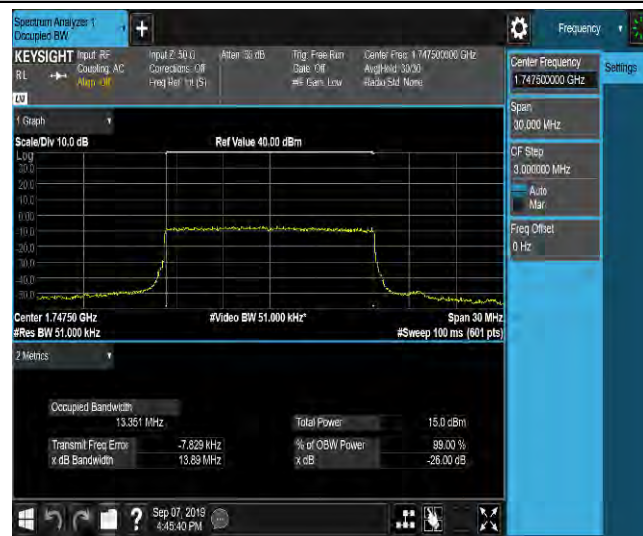 Spectrum Analyzer 1
Occupied BW
Frequency
KEYSIGHT Input: RF Input Z: 50 Ω Atten: 50 dB Trig: Free Run Center Freq: 1.747500000 GHz
RL Coupling: AC Corrections: Off Gate: Off Avg|Hold: 30/30
Align: Off Freq Ref: Int (S) #IF Gain: Low Radio Std: None
Center Frequency
1.747500000 GHz
Settings
Span
30.000 MHz
CF Step
3.000000 MHz
Auto
Man
Freq Offset
0 Hz
1 Graph
Scale/Div 10.0 dB Ref Value 40.00 dBm
Log
30.0
20.0
10.0
0.00
-10.0
-20.0
-30.0
-40.0
-50.0
Center 1.74750 GHz #Video BW 51.000 kHz* Span 30 MHz
#Res BW 51.000 kHz #Sweep 100 ms (601 pts)
2 Metrics
Occupied Bandwidth
13.351 MHz Total Power 15.0 dBm
Transmit Freq Error -7.829 kHz % of OBW Power 99.00 %
x dB Bandwidth 13.89 MHz x dB -26.00 dB
Sep 07, 2019
4:45:40 PM